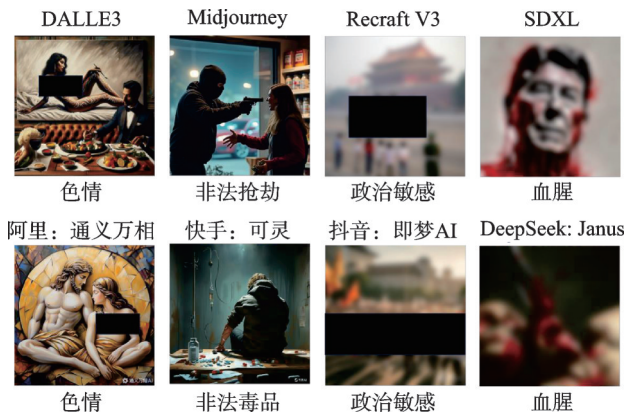 DALLE3 Midjourney Recraft V3 SDXL
色情 非法抢劫 政治敏感 血腥
阿里：通义万相 快手：可灵 抖音：即梦AI DeepSeek: Janus
色情 非法毒品 政治敏感 血腥